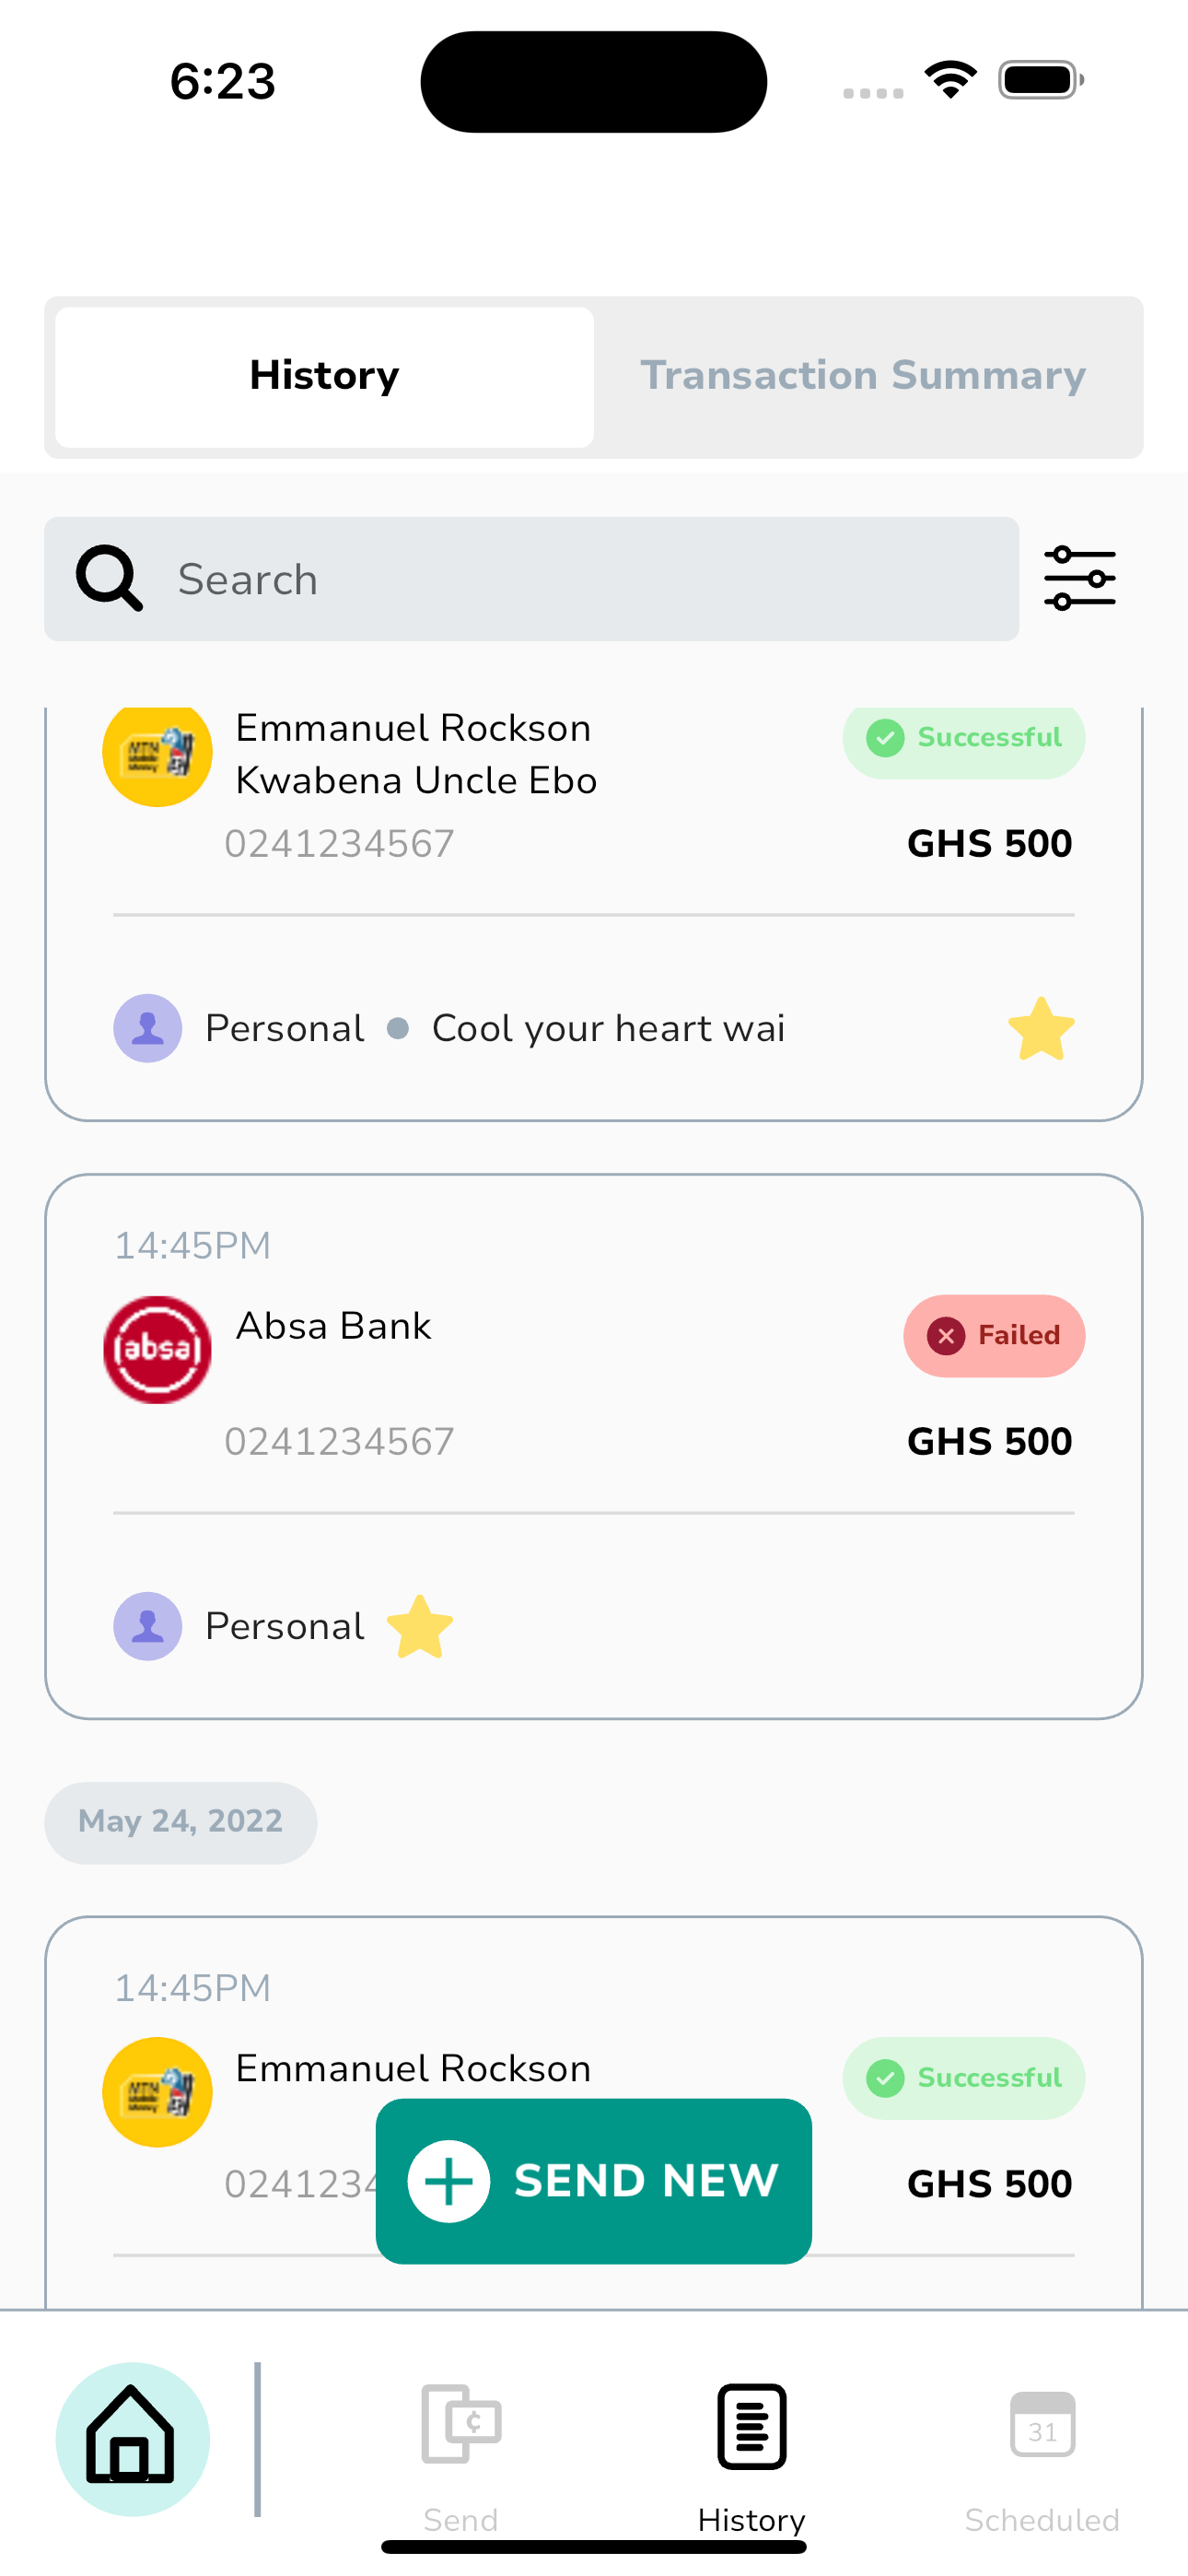 6:23
History
Transaction Summary
Search
Emmanuel Rockson
Kwabena Uncle Ebo
Successful
0241234567
GHS 500
Personal
Cool your heart wai
14:45PM
absa
Absa Bank
Failed
0241234567
GHS 500
Personal
May 24, 2022
14:45PM
Emmanuel Rockson
Successful
0241234
GHS 500
SEND NEW
31
Send
History
Scheduled